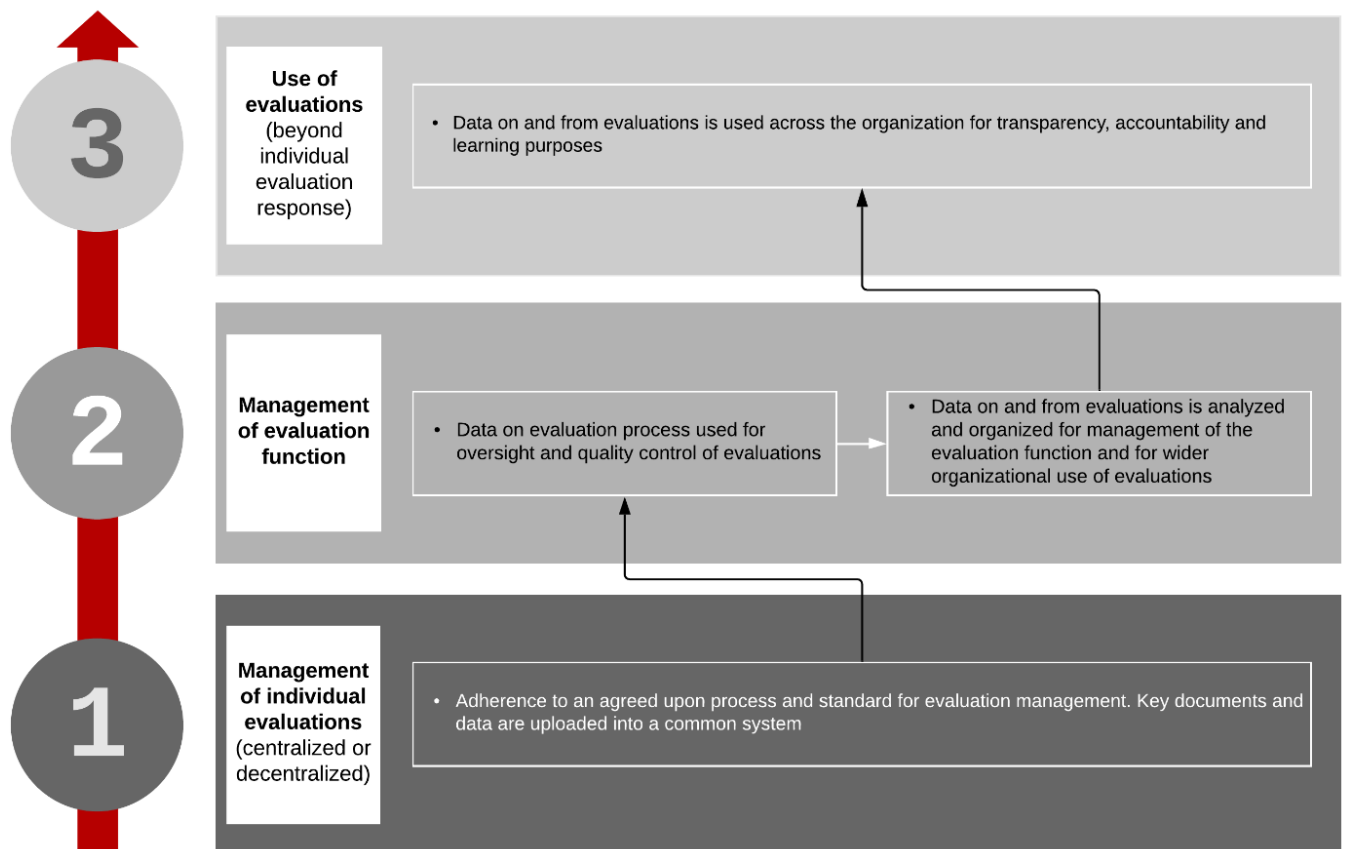 3
Use of
evaluations
(beyond
individual
evaluation
response)
• Data on and from evaluations is used across the organization for transparency, accountability and
learning purposes
2
Management
of evaluation
function
• Data on evaluation process used for
oversight and quality control of evaluations
• Data on and from evaluations is analyzed
and organized for management of the
evaluation function and for wider
organizational use of evaluations
1
Management
of individual
evaluations
(centralized or
decentralized)
• Adherence to an agreed upon process and standard for evaluation management. Key documents and
data are uploaded into a common system